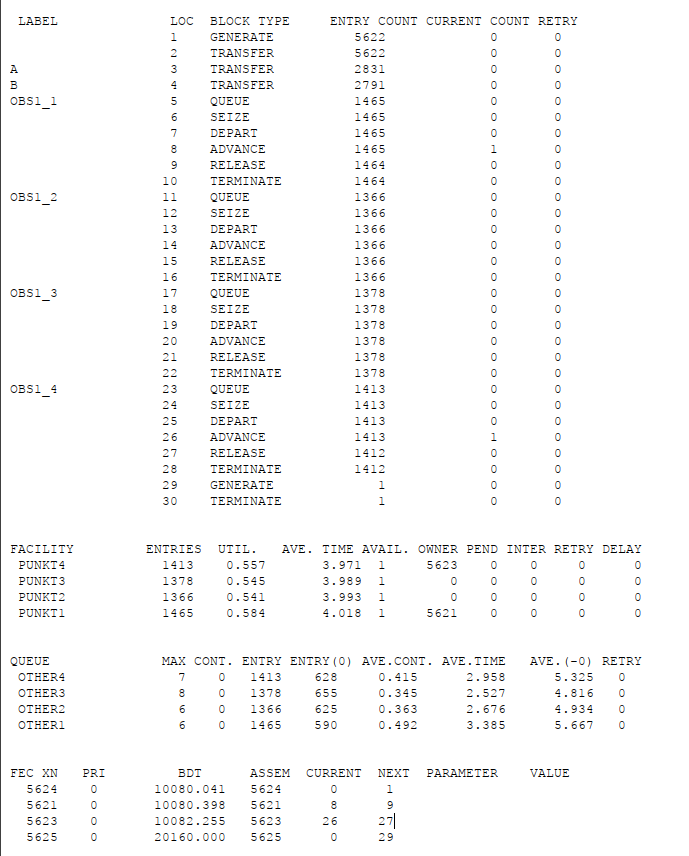 LABEL LOC BLOCK TYPE ENTRY COUNT CURRENT COUNT RETRY
1 GENERATE 5622 0 0
2 TRANSFER 5622 0 0
A 3 TRANSFER 2831 0 0
B 4 TRANSFER 2791 0 0
OBS1_1 5 QUEUE 1465 0 0
6 SEIZE 1465 0 0
7 DEPART 1465 0 0
8 ADVANCE 1465 1 0
9 RELEASE 1464 0 0
10 TERMINATE 1464 0 0
OBS1_2 11 QUEUE 1366 0 0
12 SEIZE 1366 0 0
13 DEPART 1366 0 0
14 ADVANCE 1366 0 0
15 RELEASE 1366 0 0
16 TERMINATE 1366 0 0
OBS1_3 17 QUEUE 1378 0 0
18 SEIZE 1378 0 0
19 DEPART 1378 0 0
20 ADVANCE 1378 0 0
21 RELEASE 1378 0 0
22 TERMINATE 1378 0 0
OBS1_4 23 QUEUE 1413 0 0
24 SEIZE 1413 0 0
25 DEPART 1413 0 0
26 ADVANCE 1413 1 0
27 RELEASE 1412 0 0
28 TERMINATE 1412 0 0
29 GENERATE 1 0 0
30 TERMINATE 1 0 0
FACILITY ENTRIES UTIL. AVE. TIME AVAIL. OWNER PEND INTER RETRY DELAY
PUNKT4 1413 0.557 3.971 1 5623 0 0 0 0
PUNKT3 1378 0.545 3.989 1 0 0 0 0 0
PUNKT2 1366 0.541 3.993 1 0 0 0 0 0
PUNKT1 1465 0.584 4.018 1 5621 0 0 0 0
QUEUE MAX CONT. ENTRY ENTRY(0) AVE.CONT. AVE.TIME AVE.(-0) RETRY
OTHER4 7 0 1413 628 0.415 2.958 5.325 0
OTHER3 8 0 1378 655 0.345 2.527 4.816 0
OTHER2 6 0 1366 625 0.363 2.676 4.934 0
OTHER1 6 0 1465 590 0.492 3.385 5.667 0
FEC XN PRI BDT ASSEM CURRENT NEXT PARAMETER VALUE
5624 0 10080.041 5624 0 1
5621 0 10080.398 5621 8 9
5623 0 10082.255 5623 26 27
5625 0 20160.000 5625 0 29